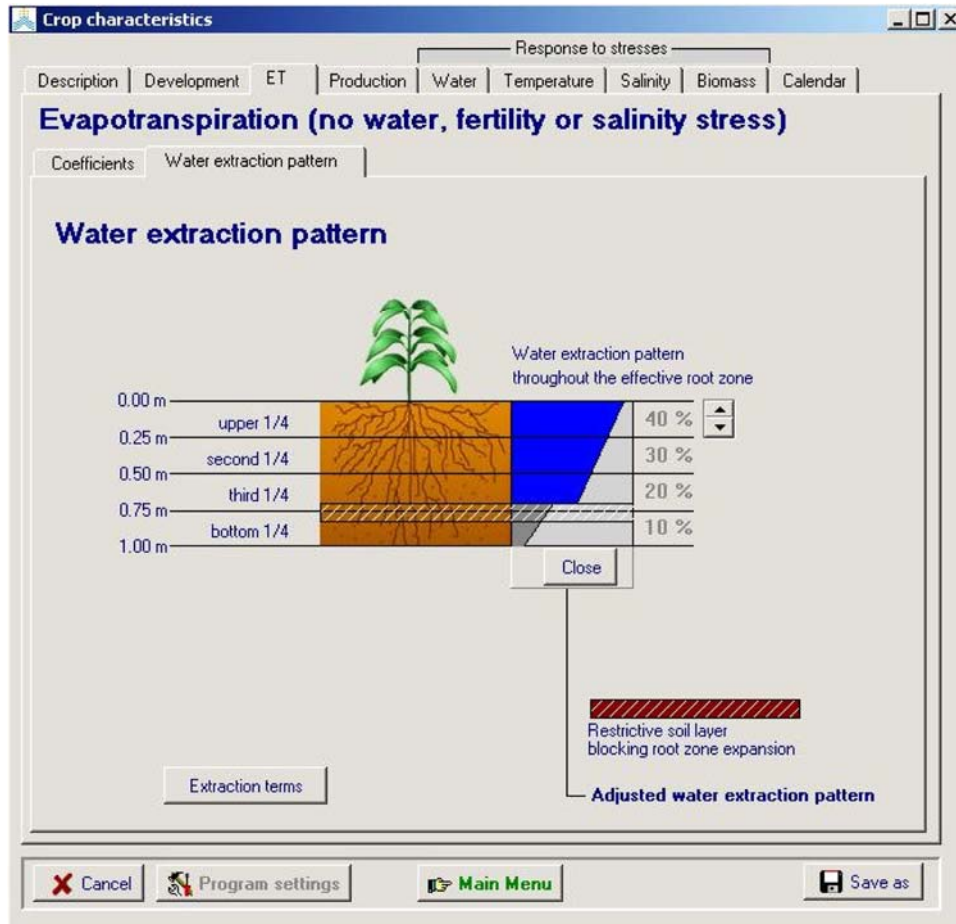 Crop characteristics
Response to stresses
Description Development ET Production Water Temperature Salinity Biomass Calendar
Evapotranspiration (no water, fertility or salinity stress)
Coefficients Water extraction pattern
Water extraction pattern
Water extraction pattern
throughout the effective root zone
0.00 m
upper 1/4 40 %
0.25 m
second 1/4 30 %
0.50 m
third 1/4 20 %
0.75 m
bottom 1/4 10 %
1.00 m
Close
Restrictive soil layer
blocking root zone expansion
Extraction terms
Adjusted water extraction pattern
Cancel Program settings Main Menu Save as